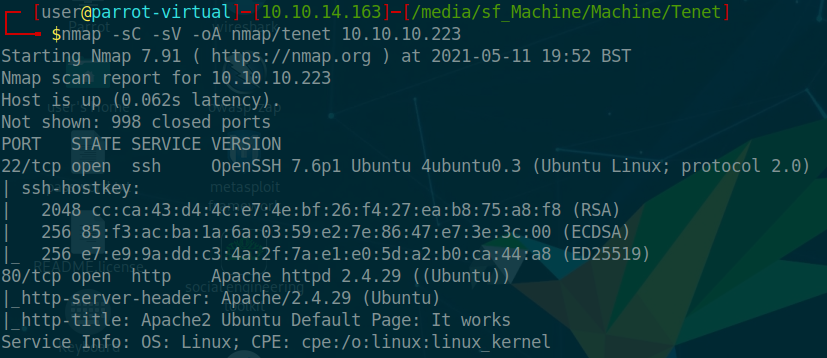 [user@parrot-virtual]-[10.10.14.163]-[/media/sf_Machine/Machine/Tenet]
$nmap -sC -sV -oA nmap/tenet 10.10.10.223
Starting Nmap 7.91 ( https://nmap.org ) at 2021-05-11 19:52 BST
Nmap scan report for 10.10.10.223
Host is up (0.062s latency).
Not shown: 998 closed ports
PORT   STATE SERVICE VERSION
22/tcp open  ssh     OpenSSH 7.6p1 Ubuntu 4ubuntu0.3 (Ubuntu Linux; protocol 2.0)
| ssh-hostkey:
|   2048 cc:ca:43:d4:4c:e7:4e:bf:26:f4:27:ea:b8:75:a8:f8 (RSA)
|   256 85:f3:ac:ba:1a:6a:03:59:e2:7e:86:47:e7:3e:3c:00 (ECDSA)
|_  256 e7:e9:9a:dd:c3:4a:2f:7a:e1:e0:5d:a2:b0:ca:44:a8 (ED25519)
80/tcp open  http    Apache httpd 2.4.29 ((Ubuntu))
|_http-server-header: Apache/2.4.29 (Ubuntu)
|_http-title: Apache2 Ubuntu Default Page: It works
Service Info: OS: Linux; CPE: cpe:/o:linux:linux_kernel
metasploit
README license
social engineering
toolkit